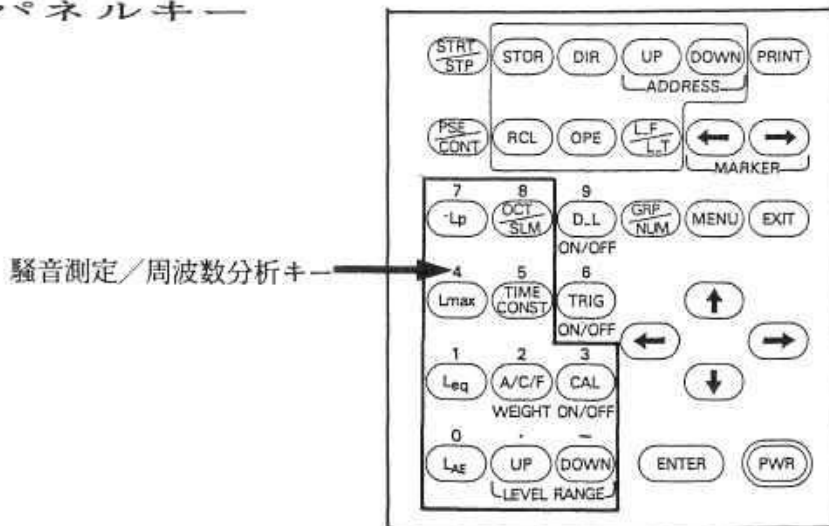 パネルキー
STRT/STP STOR DIR UP DOWN PRINT
ADDRESS
PSE/CONT RCL OPE L_F/L_T ← →
MARKER
7 8 9
Lp OCT/SLM D_L GRP/NUM MENU EXIT
ON/OFF
騒音測定/周波数分析キー
4 5 6
Lmax TIME CONST TRIG ↑
ON/OFF
← →
1 2 3
Leq A/C/F CAL ↓
WEIGHT ON/OFF
0 · −
LAE UP DOWN ENTER PWR
LEVEL RANGE